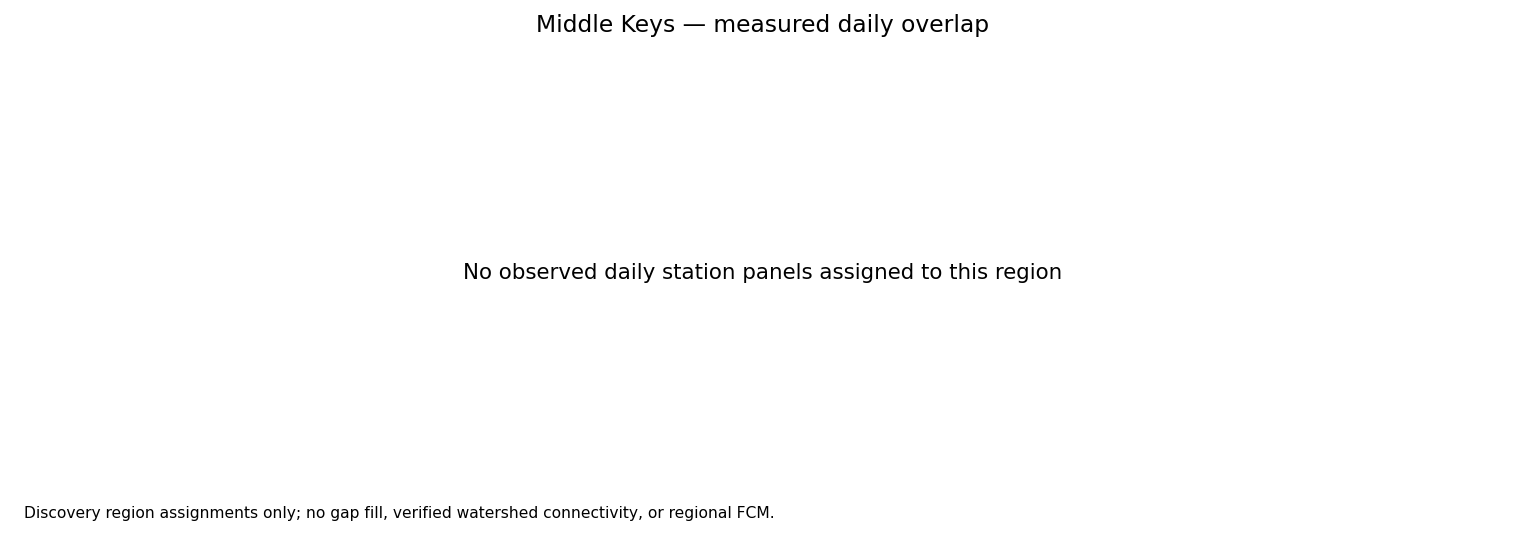 Middle Keys — measured daily overlap
No observed daily station panels assigned to this region
Discovery region assignments only; no gap fill, verified watershed connectivity, or regional FCM.